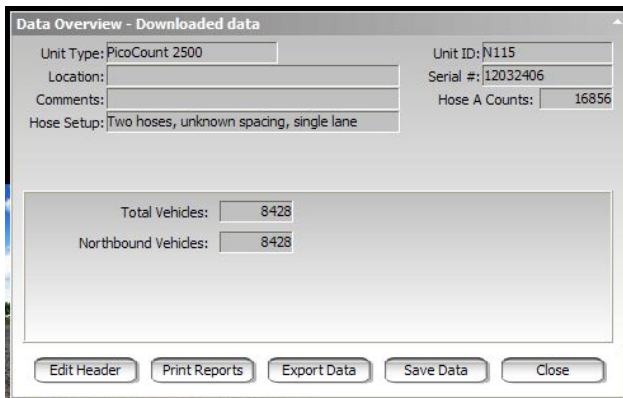 Data Overview - Downloaded data
Unit Type: PicoCount 2500
Unit ID: N115
Location:
Serial #: 12032406
Comments:
Hose A Counts: 16856
Hose Setup: Two hoses, unknown spacing, single lane
Total Vehicles: 8428
Northbound Vehicles: 8428
Edit Header Print Reports Export Data Save Data Close